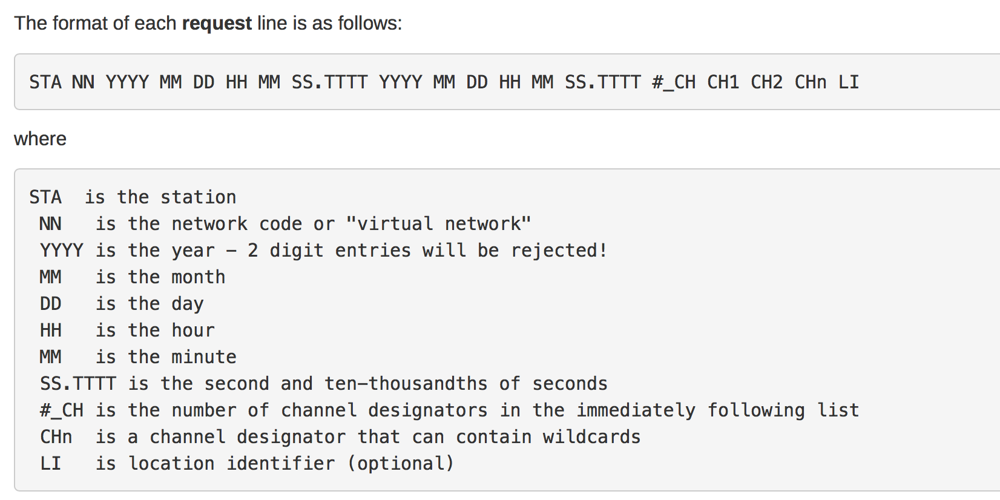 The format of each request line is as follows:
STA NN YYYY MM DD HH MM SS.TTTT YYYY MM DD HH MM SS.TTTT #_CH CH1 CH2 CHn LI
where
STA  is the station
NN   is the network code or "virtual network"
YYYY is the year – 2 digit entries will be rejected!
MM   is the month
DD   is the day
HH   is the hour
MM   is the minute
SS.TTTT is the second and ten–thousandths of seconds
#_CH is the number of channel designators in the immediately following list
CHn  is a channel designator that can contain wildcards
LI   is location identifier (optional)